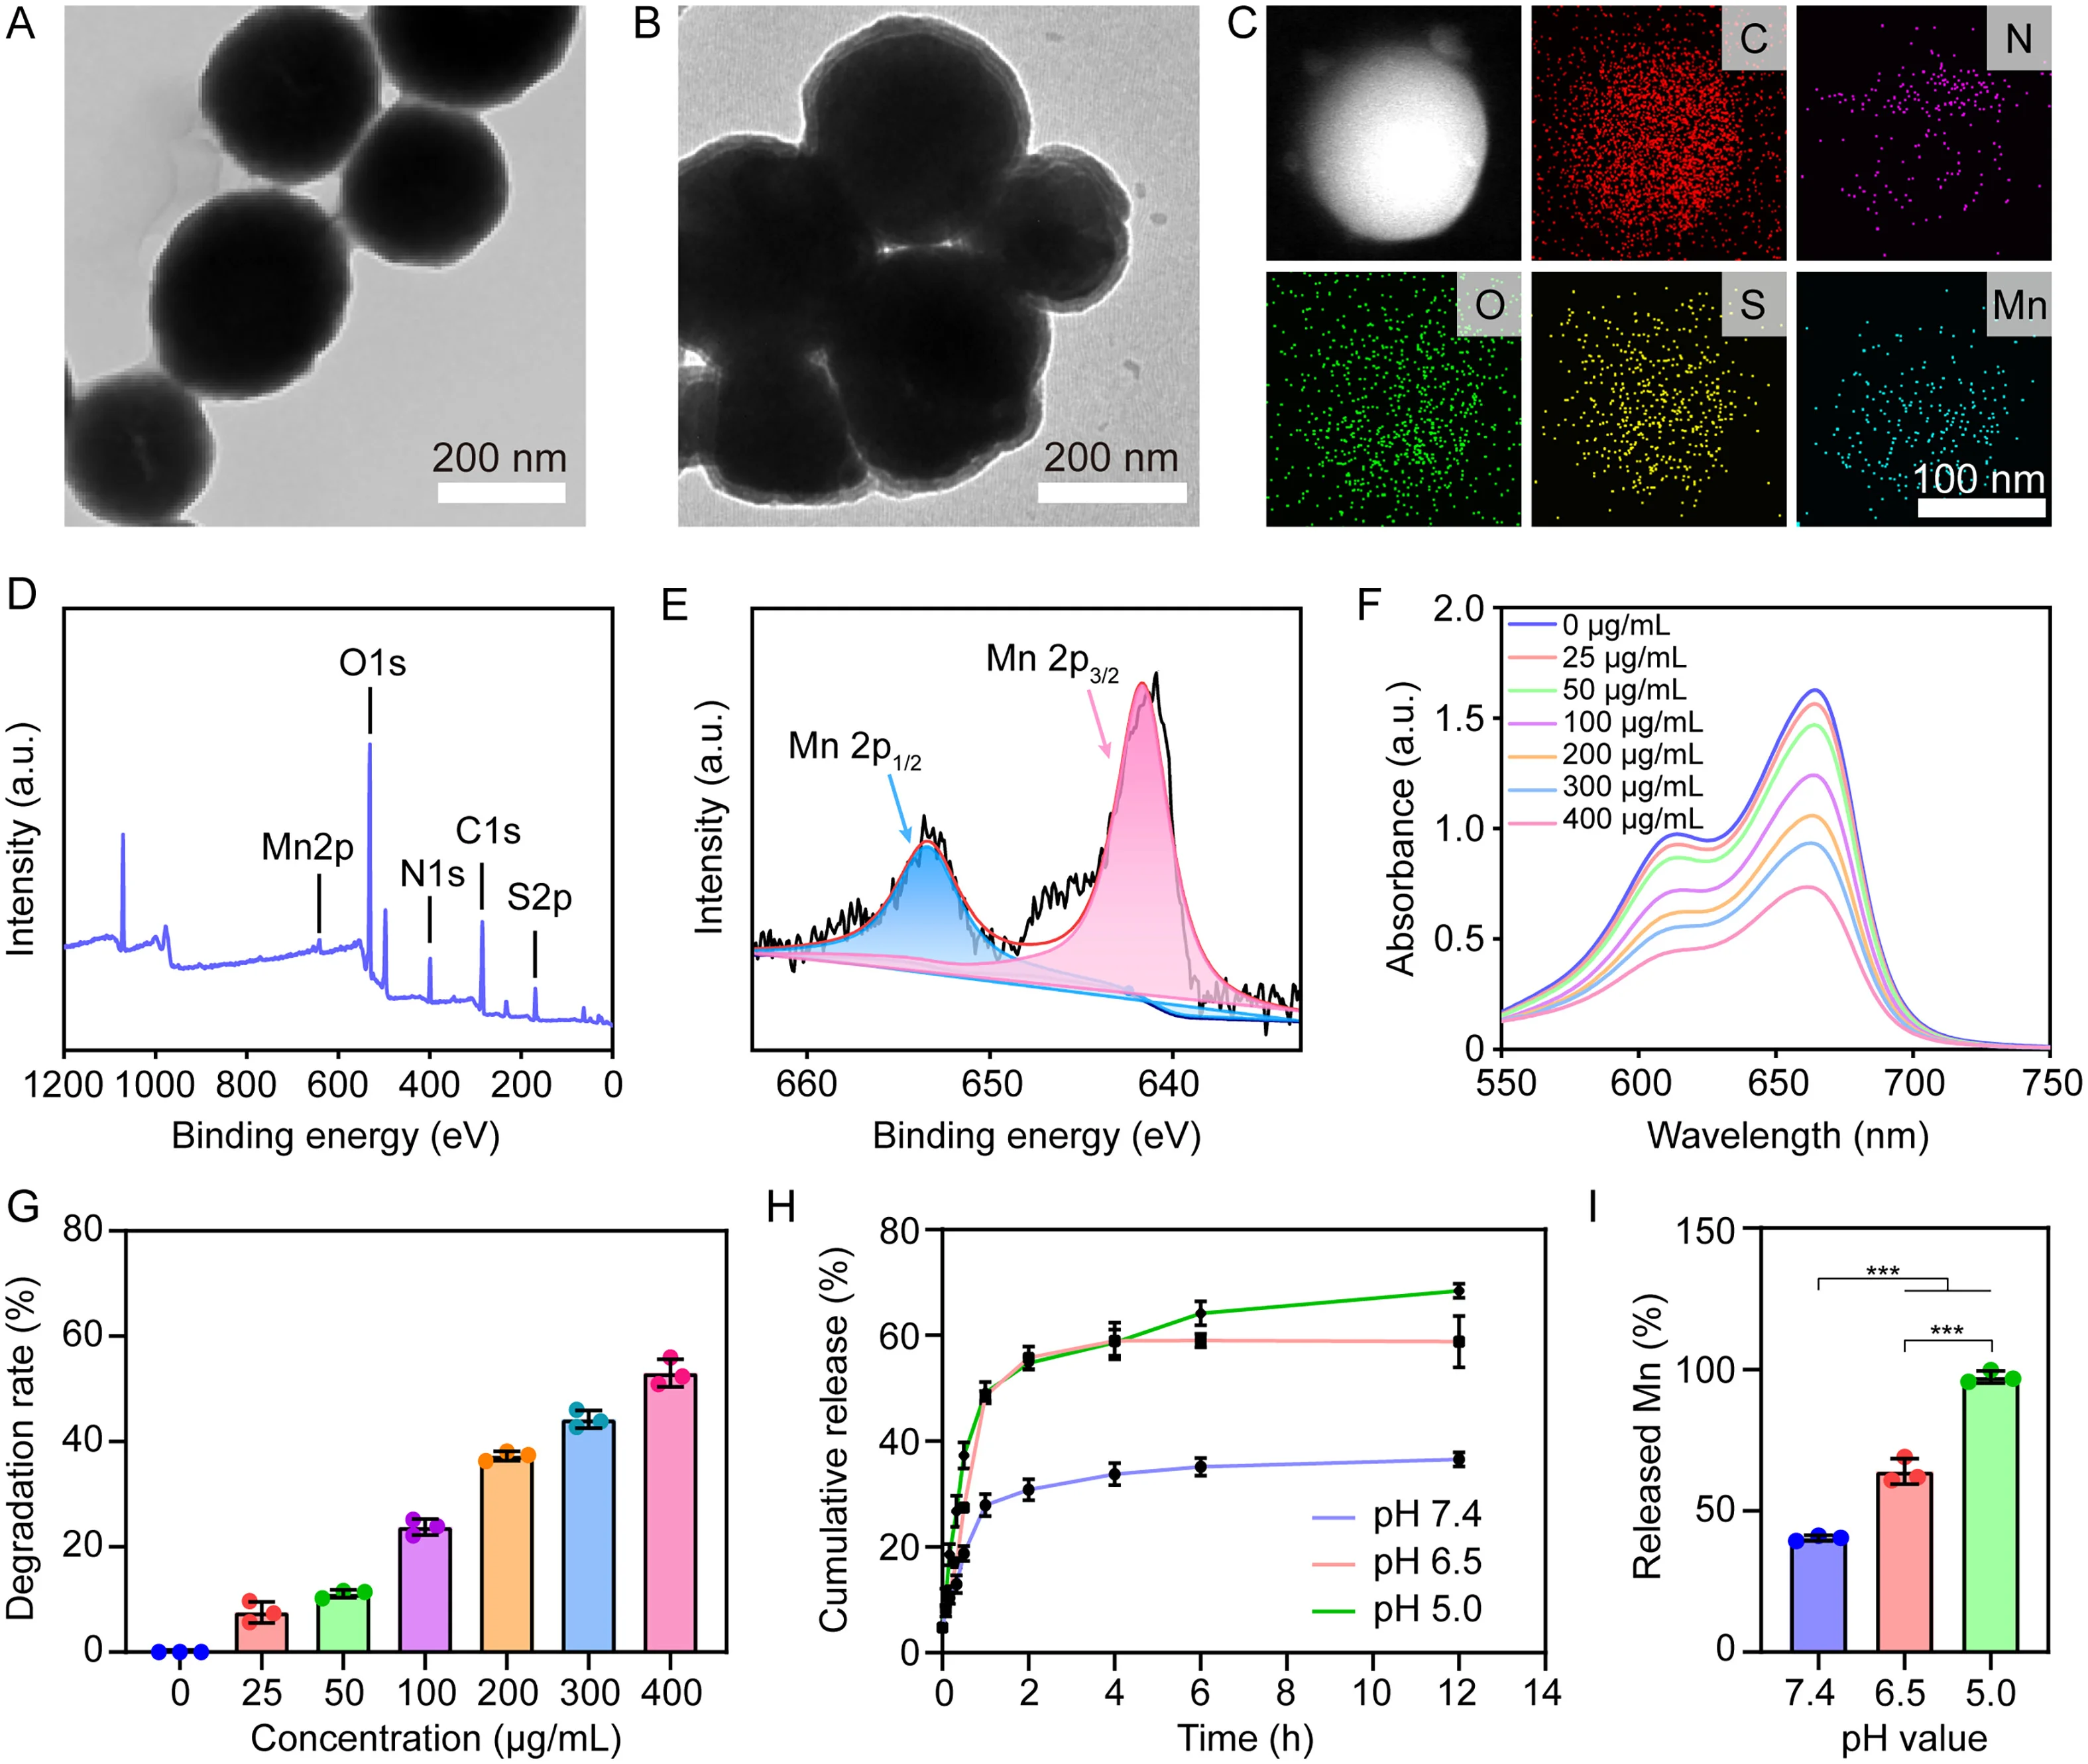 A
200 nm
B
200 nm
C
C
N
O
S
Mn
100 nm
D
Intensity (a.u.)
O1s
Mn2p
N1s
C1s
S2p
1200 1000 800 600 400 200 0
Binding energy (eV)
E
Intensity (a.u.)
Mn 2p3/2
Mn 2p1/2
660 650 640
Binding energy (eV)
F
Absorbance (a.u.)
2.0
1.5
1.0
0.5
0
0 µg/mL
25 µg/mL
50 µg/mL
100 µg/mL
200 µg/mL
300 µg/mL
400 µg/mL
550 600 650 700 750
Wavelength (nm)
G
Degradation rate (%)
80
60
40
20
0
0 25 50 100 200 300 400
Concentration (µg/mL)
H
Cumulative release (%)
80
60
40
20
0
pH 7.4
pH 6.5
pH 5.0
0 2 4 6 8 10 12 14
Time (h)
I
Released Mn (%)
150
100
50
0
***
***
7.4 6.5 5.0
pH value